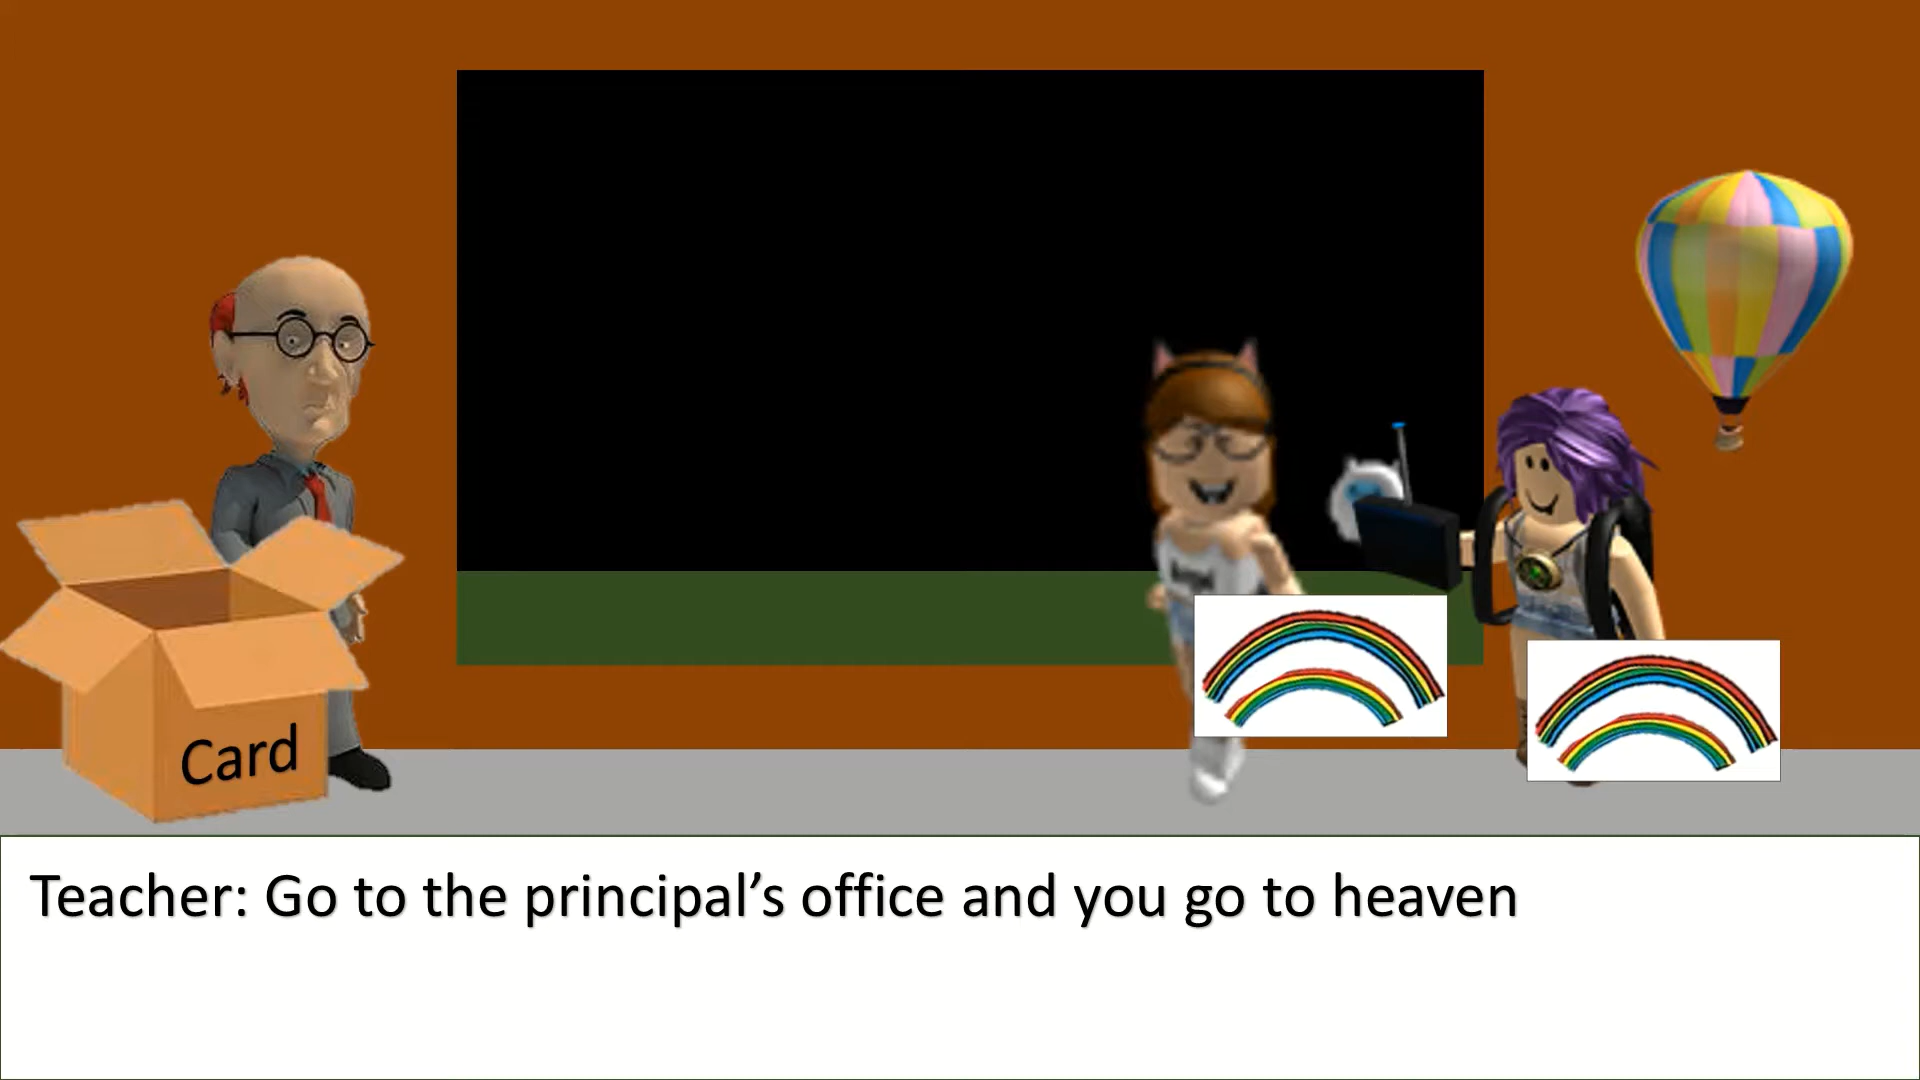 Card
Teacher: Go to the principal’s office and you go to heaven